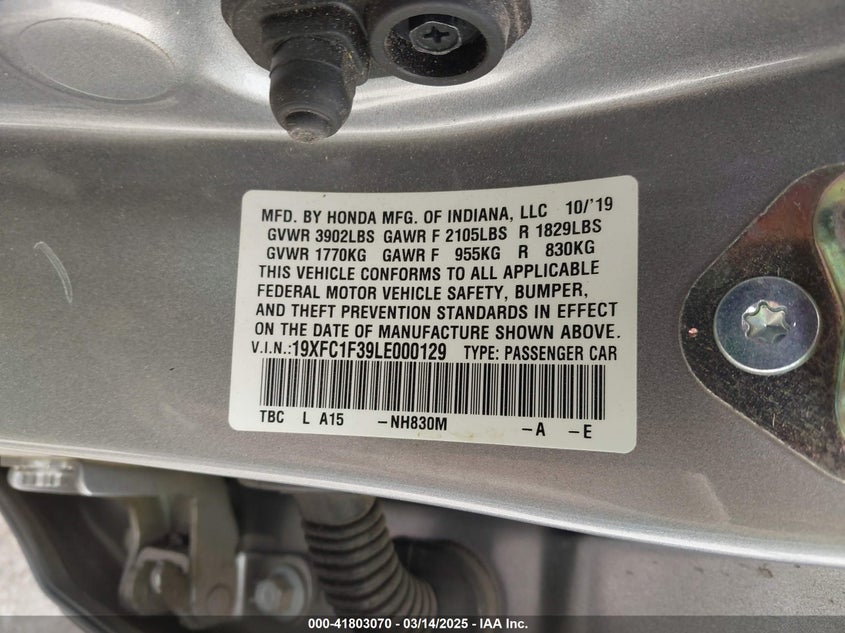 MFD. BY HONDA MFG. OF INDIANA, LLC 10/'19
GVWR 3902LBS GAWR F 2105LBS R 1829LBS
GVWR 1770KG GAWR F 955KG R 830KG
THIS VEHICLE CONFORMS TO ALL APPLICABLE
FEDERAL MOTOR VEHICLE SAFETY, BUMPER,
AND THEFT PREVENTION STANDARDS IN EFFECT
ON THE DATE OF MANUFACTURE SHOWN ABOVE.
V.I.N.:19XFC1F39LE000129 TYPE: PASSENGER CAR
TBC L A15 -NH830M -A -E
000-41803070 - 03/14/2025 - IAA Inc.